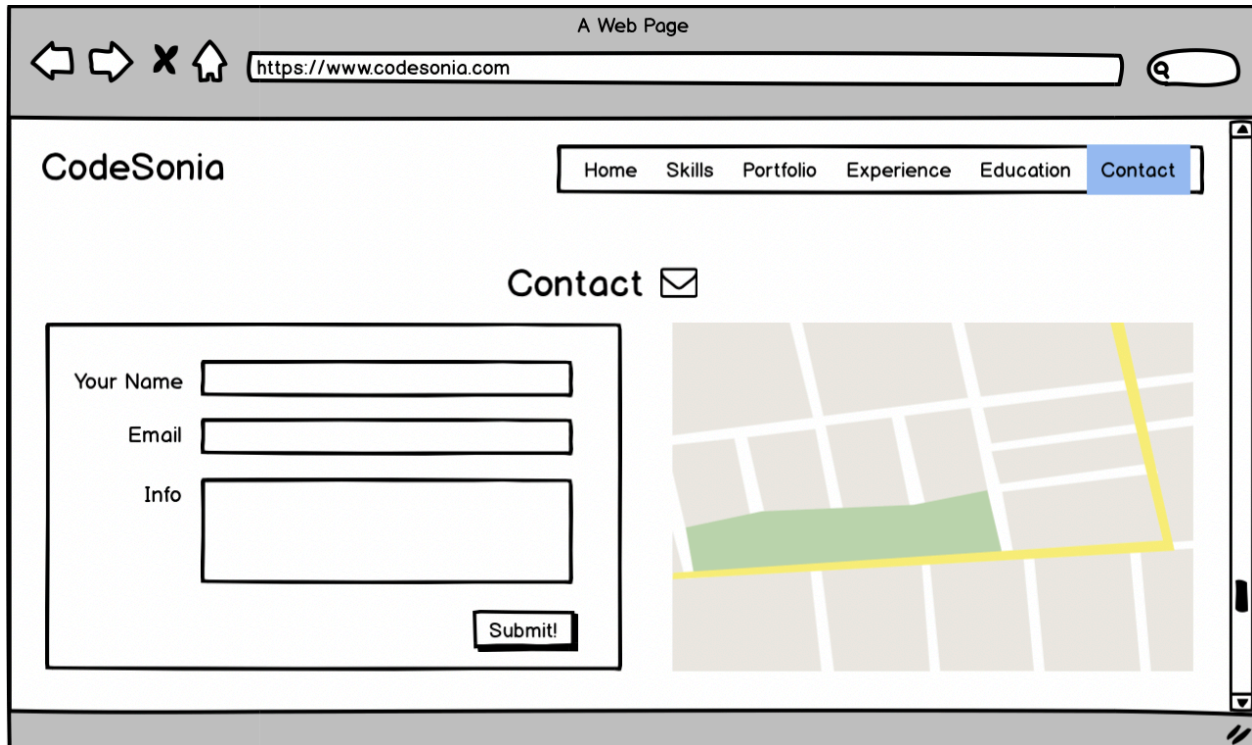 A Web Page
https://www.codesonia.com
CodeSonia
Home Skills Portfolio Experience Education Contact
Contact
Your Name
Email
Info
Submit!